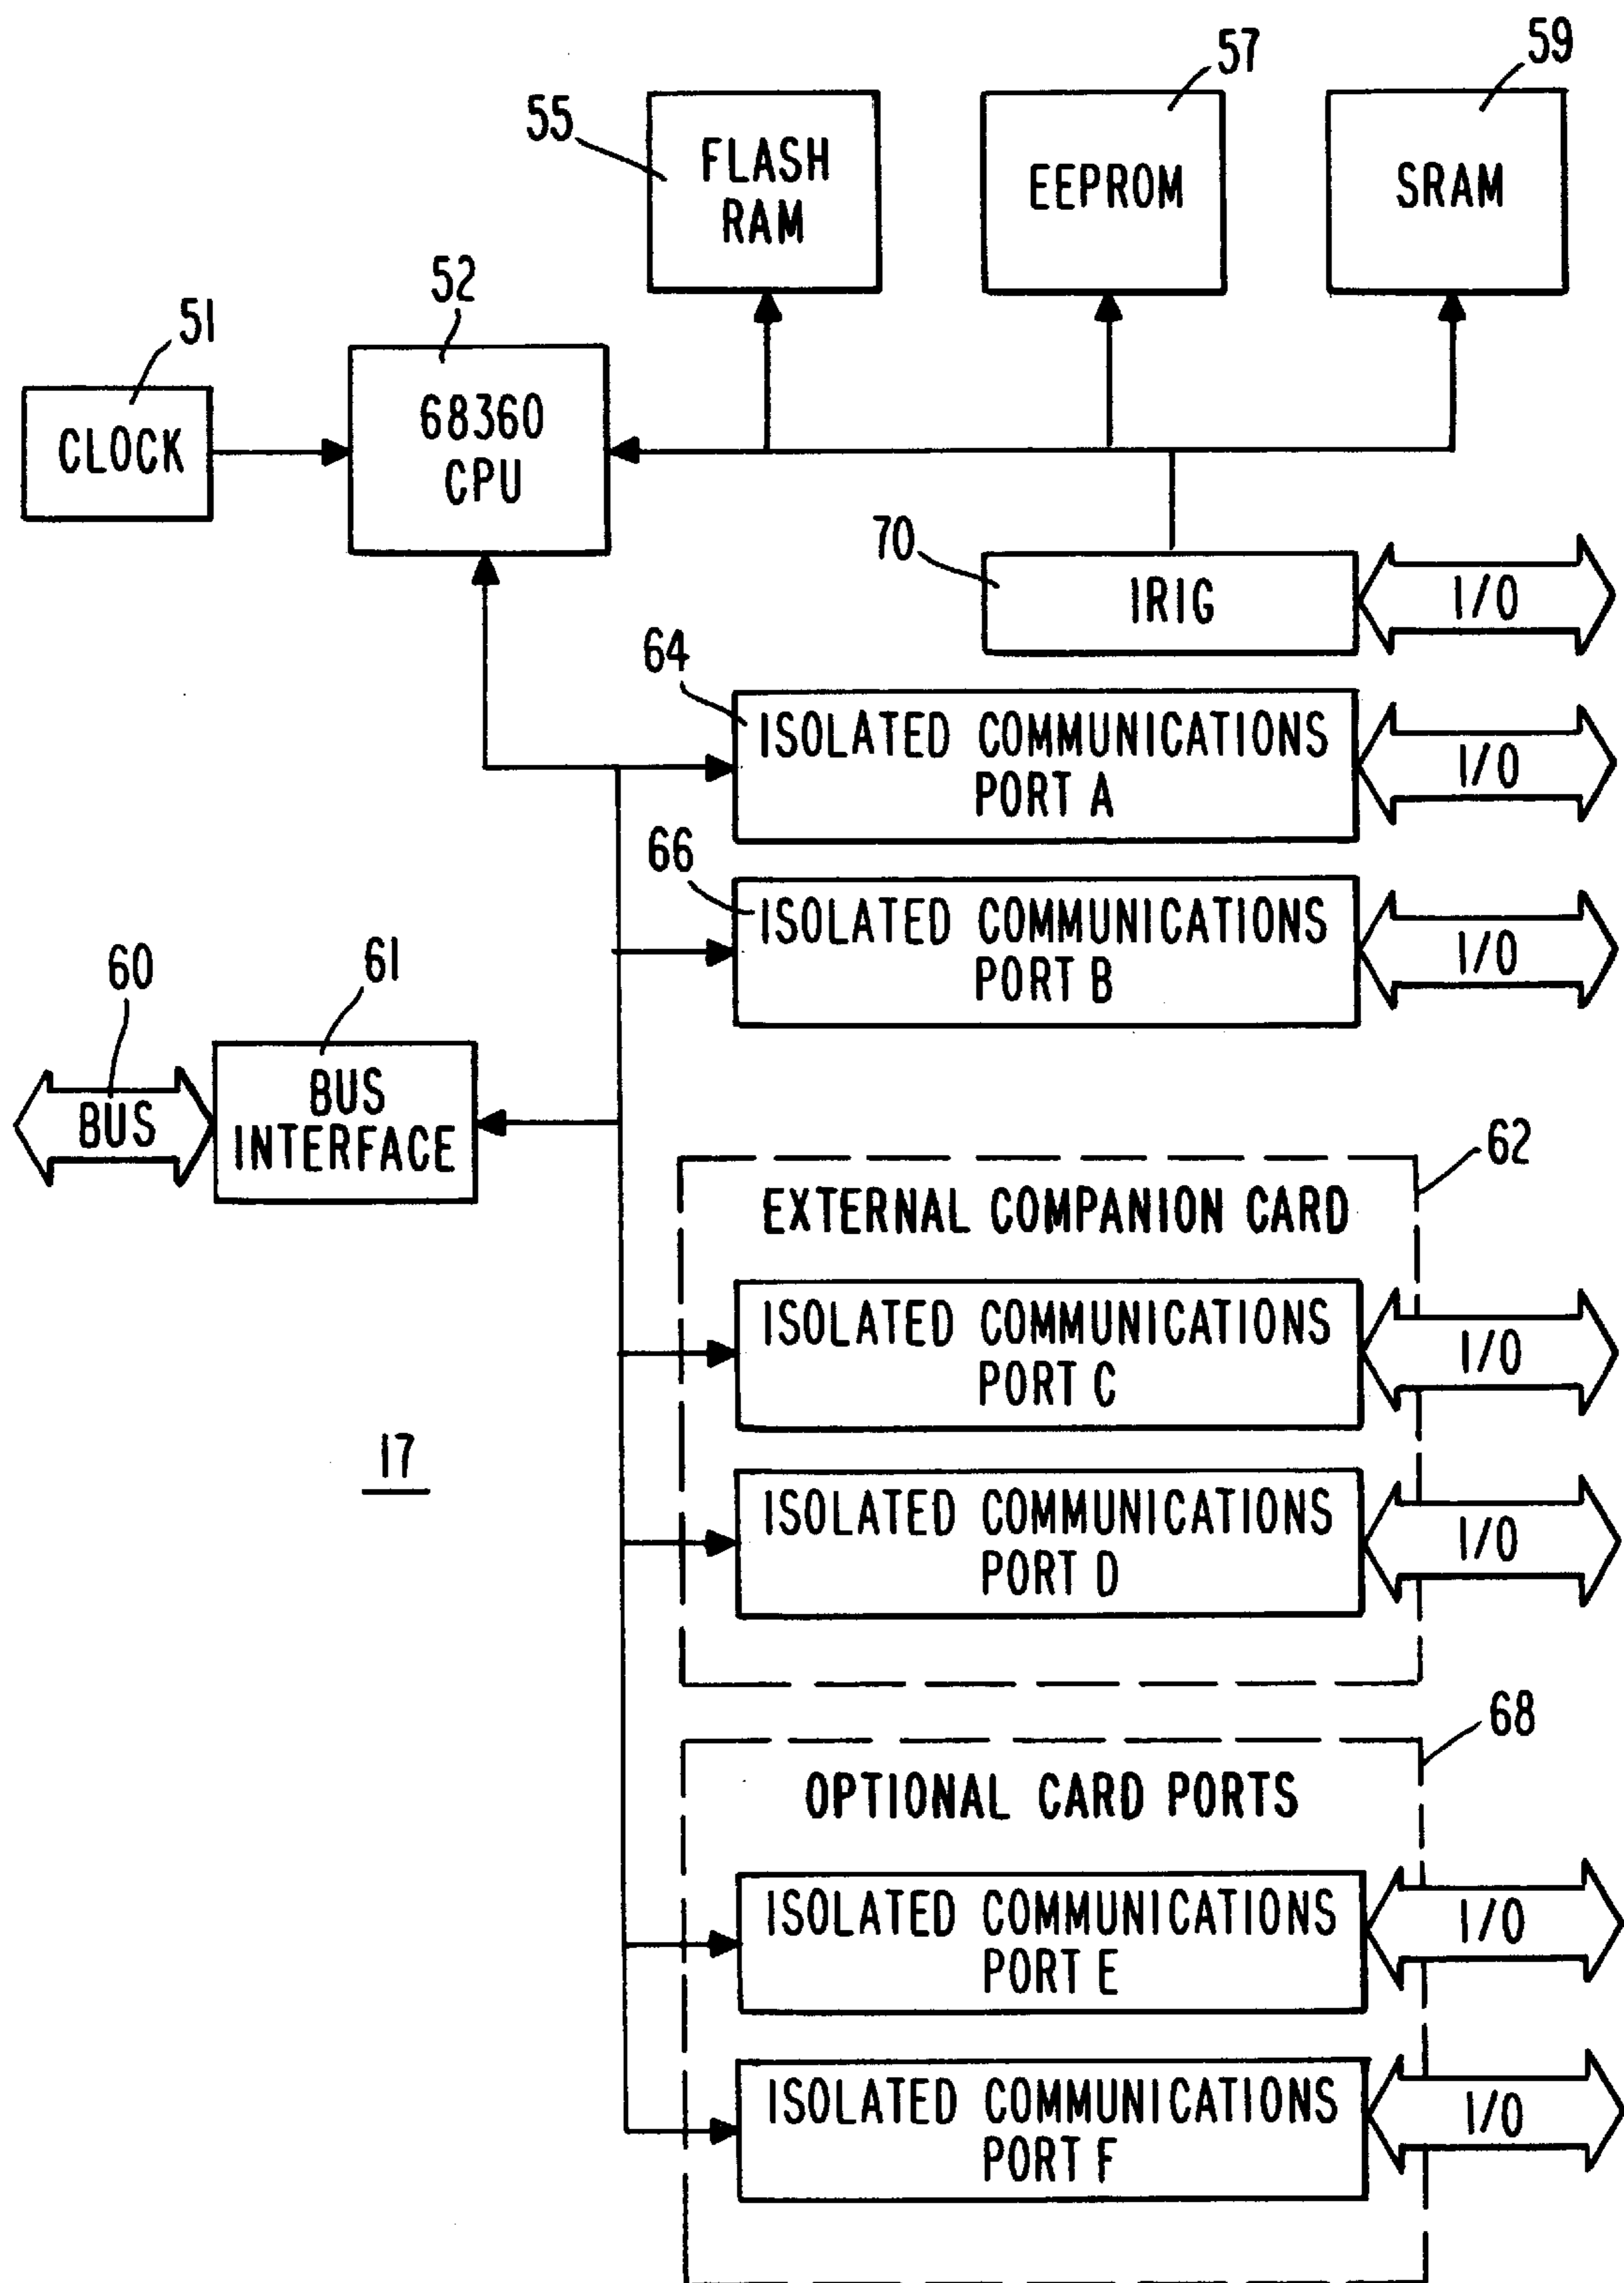 57
59
55
FLASH
RAM
EEPROM
SRAM
52
51
68360
CPU
CLOCK
70
IRIG
I/O
64
ISOLATED COMMUNICATIONS
PORT A
I/O
66
ISOLATED COMMUNICATIONS
PORT B
I/O
60
61
BUS
BUS
INTERFACE
62
EXTERNAL COMPANION CARD
ISOLATED COMMUNICATIONS
PORT C
I/O
17
ISOLATED COMMUNICATIONS
PORT D
I/O
68
OPTIONAL CARD PORTS
ISOLATED COMMUNICATIONS
PORT E
I/O
ISOLATED COMMUNICATIONS
PORT F
I/O